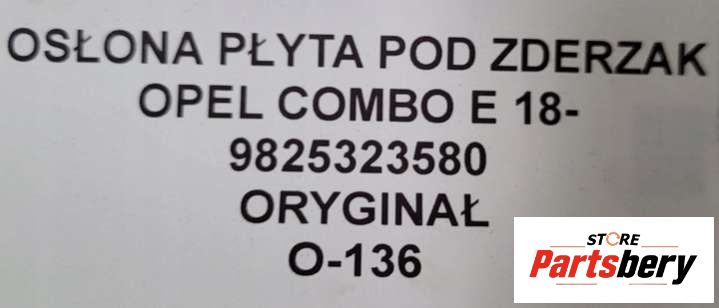 OSŁONA PŁYTA POD ZDERZAK
OPEL COMBO E 18-
9825323580
ORYGINAŁ
O-136
STORE
Partsbery